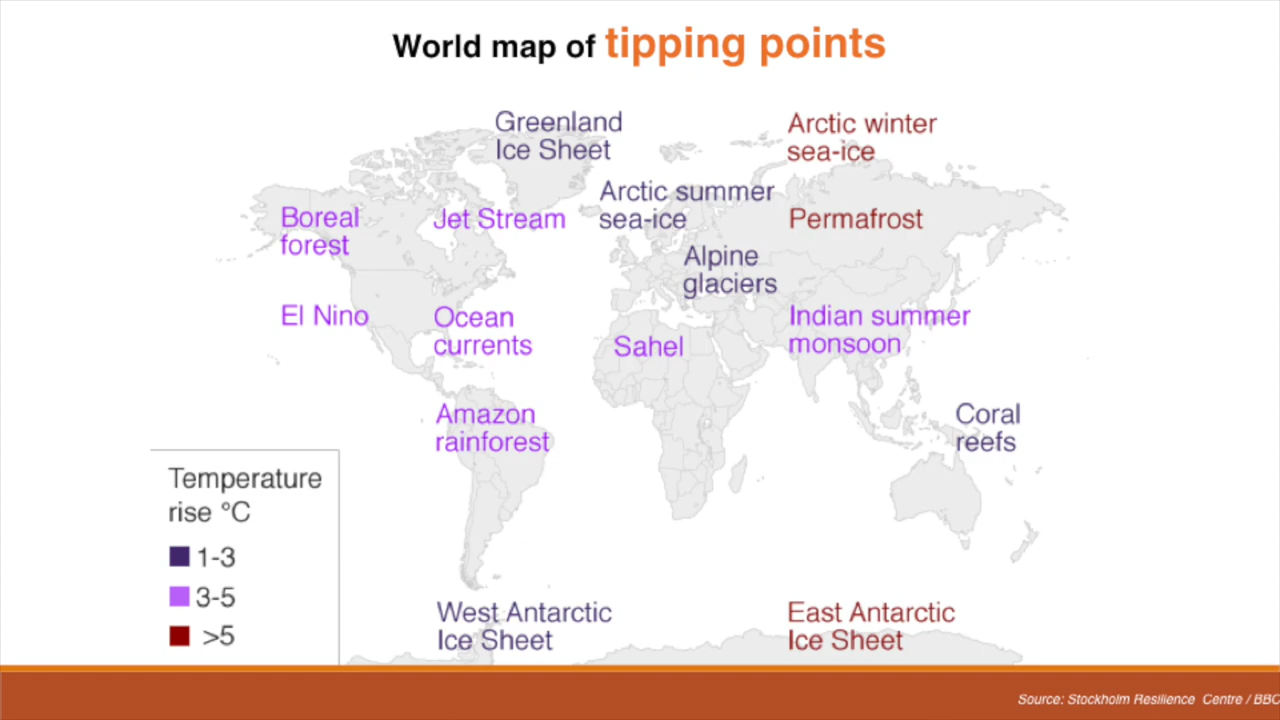 World map of tipping points
Greenland
Ice Sheet
Arctic winter
sea-ice
Arctic summer
sea-ice
Boreal
forest
Jet Stream
Permafrost
Alpine
glaciers
El Nino
Ocean
currents
Sahel
Indian summer
monsoon
Amazon
rainforest
Coral
reefs
Temperature
rise °C
1-3
3-5
>5
West Antarctic
Ice Sheet
East Antarctic
Ice Sheet
Source: Stockholm Resilience Centre / BBC